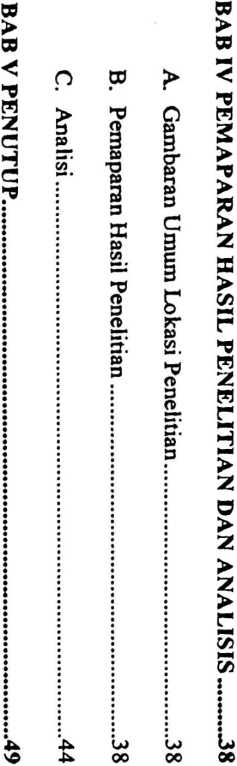 BAB IV PEMAPARAN HASIL PENELITIAN DAN ANALISIS..........38
A. Gambaran Umum Lokasi Penelitian..........38
B. Pemaparan Hasil Penelitian..........38
C. Analisi..........44
BAB V PENUTUP..........49